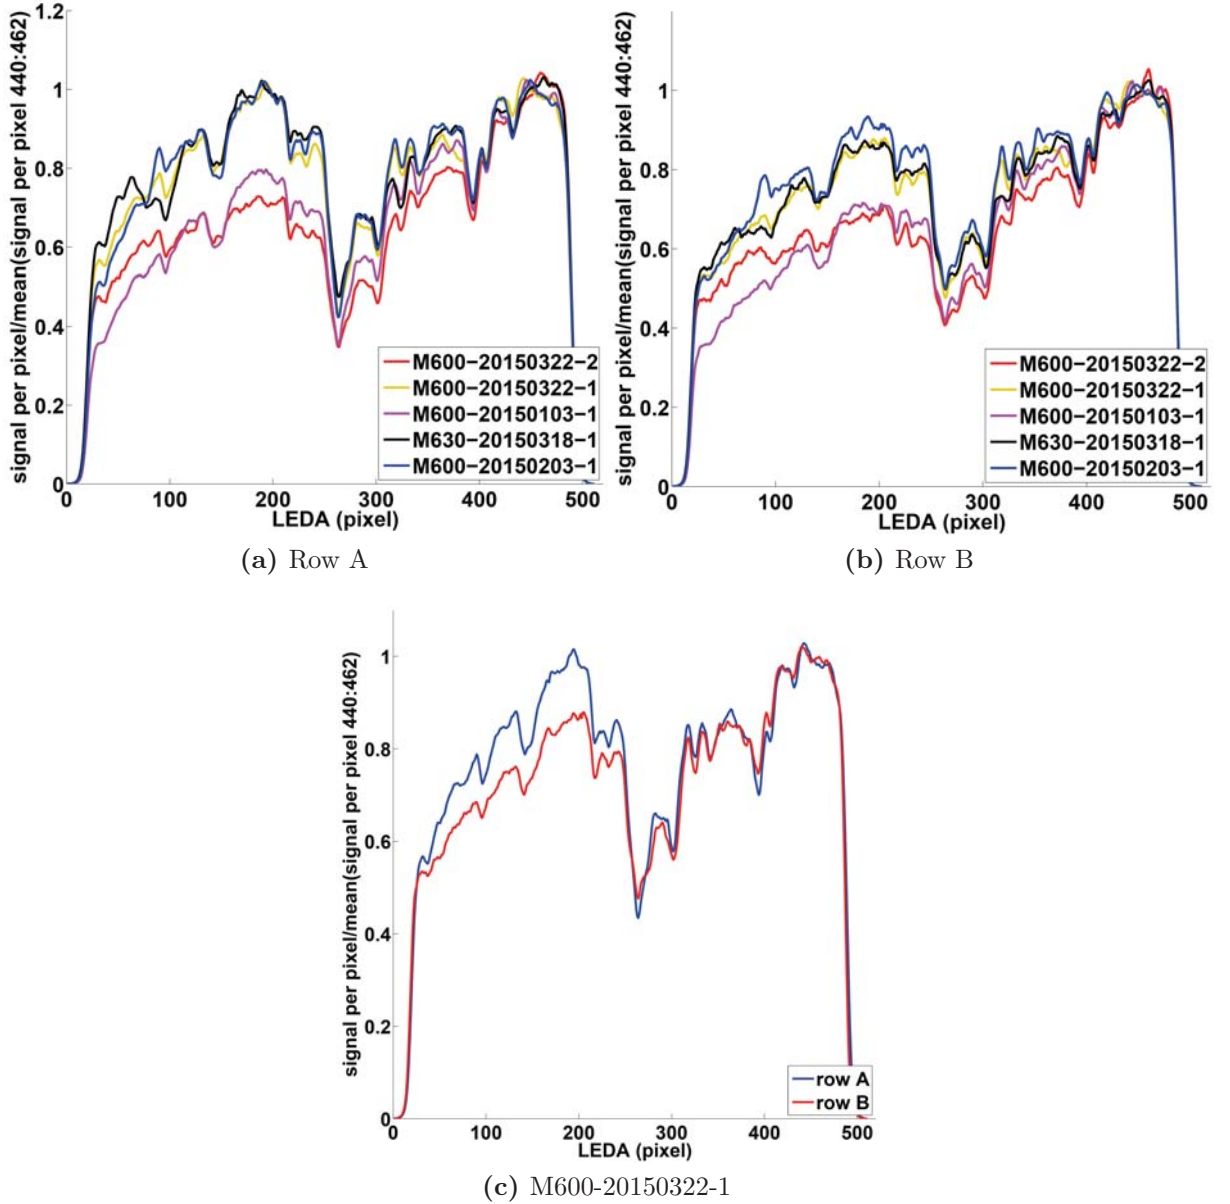 signal per pixel/mean(signal per pixel 440:462)
1.2
1
0.8
0.6
0.4
0.2
0
0 100 200 300 400 500
LEDA (pixel)
M600−20150322−2
M600−20150322−1
M600−20150103−1
M630−20150318−1
M600−20150203−1
(a) Row A
signal per pixel/mean(signal per pixel 440:462)
1
0.8
0.6
0.4
0.2
0
0 100 200 300 400 500
LEDA (pixel)
M600−20150322−2
M600−20150322−1
M600−20150103−1
M630−20150318−1
M600−20150203−1
(b) Row B
signal per pixel/mean(signal per pixel 440:462)
1
0.8
0.6
0.4
0.2
0
0 100 200 300 400 500
LEDA (pixel)
row A
row B
(c) M600-20150322-1